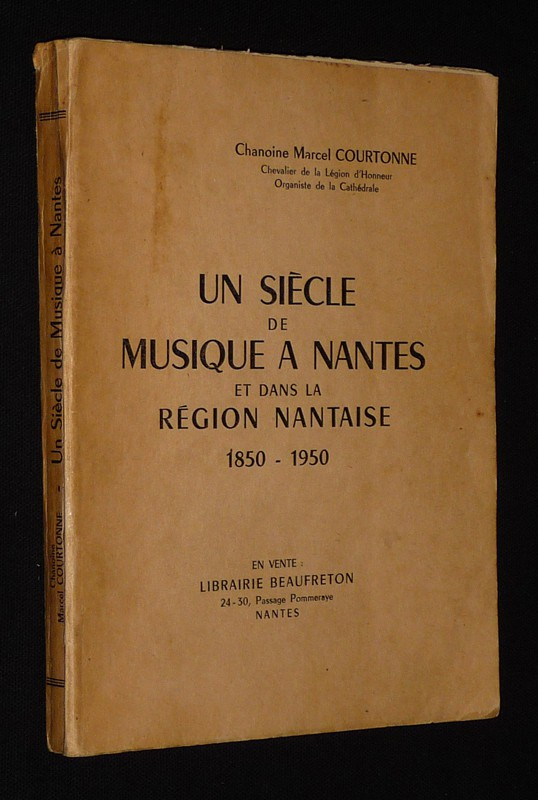 Chanoine Marcel COURTONNE
Chevalier de la Légion d'Honneur
Organiste de la Cathédrale
UN SIÈCLE
DE
MUSIQUE A NANTES
ET DANS LA
RÉGION NANTAISE
1850 - 1950
EN VENTE :
LIBRAIRIE BEAUFRETON
24-30, Passage Pommeraye
NANTES
Chanoine
Marcel COURTONNE - Un Siècle de Musique à Nantes